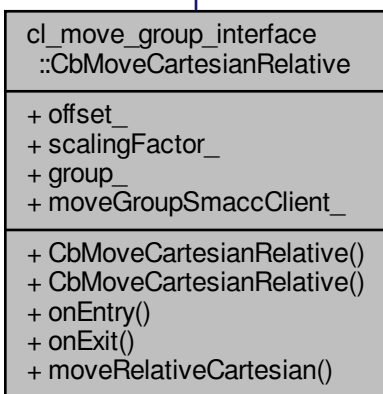 cl_move_group_interface
::CbMoveCartesianRelative
+ offset_
+ scalingFactor_
+ group_
+ moveGroupSmaccClient_
+ CbMoveCartesianRelative()
+ CbMoveCartesianRelative()
+ onEntry()
+ onExit()
+ moveRelativeCartesian()